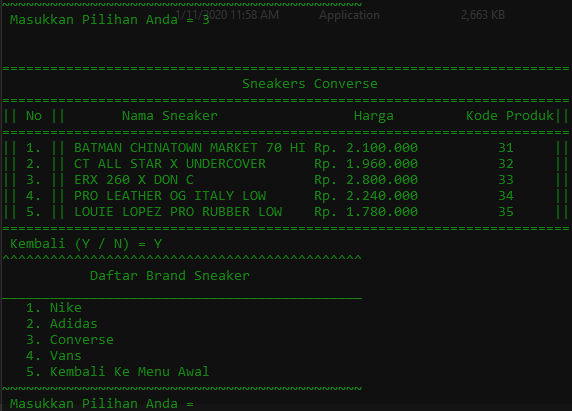 ~~~~~~~~~~~~~~~~~~~~~~~~~~~~~~~~~~~~~~~~~~~~~
Masukkan Pilihan Anda = 3
1/11/2020 11:58 AM Application 2,663 KB
=======================================================================
Sneakers Converse
=======================================================================
|| No || Nama Sneaker Harga Kode Produk||
=======================================================================
|| 1. || BATMAN CHINATOWN MARKET 70 HI Rp. 2.100.000 31 ||
|| 2. || CT ALL STAR X UNDERCOVER Rp. 1.960.000 32 ||
|| 3. || ERX 260 X DON C Rp. 2.800.000 33 ||
|| 4. || PRO LEATHER OG ITALY LOW Rp. 2.240.000 34 ||
|| 5. || LOUIE LOPEZ PRO RUBBER LOW Rp. 1.780.000 35 ||
=======================================================================
Kembali (Y / N) = Y
^^^^^^^^^^^^^^^^^^^^^^^^^^^^^^^^^^^^^^^^^^^^^
Daftar Brand Sneaker
_____________________________________________
1. Nike
2. Adidas
3. Converse
4. Vans
5. Kembali Ke Menu Awal
~~~~~~~~~~~~~~~~~~~~~~~~~~~~~~~~~~~~~~~~~~~~~
Masukkan Pilihan Anda =